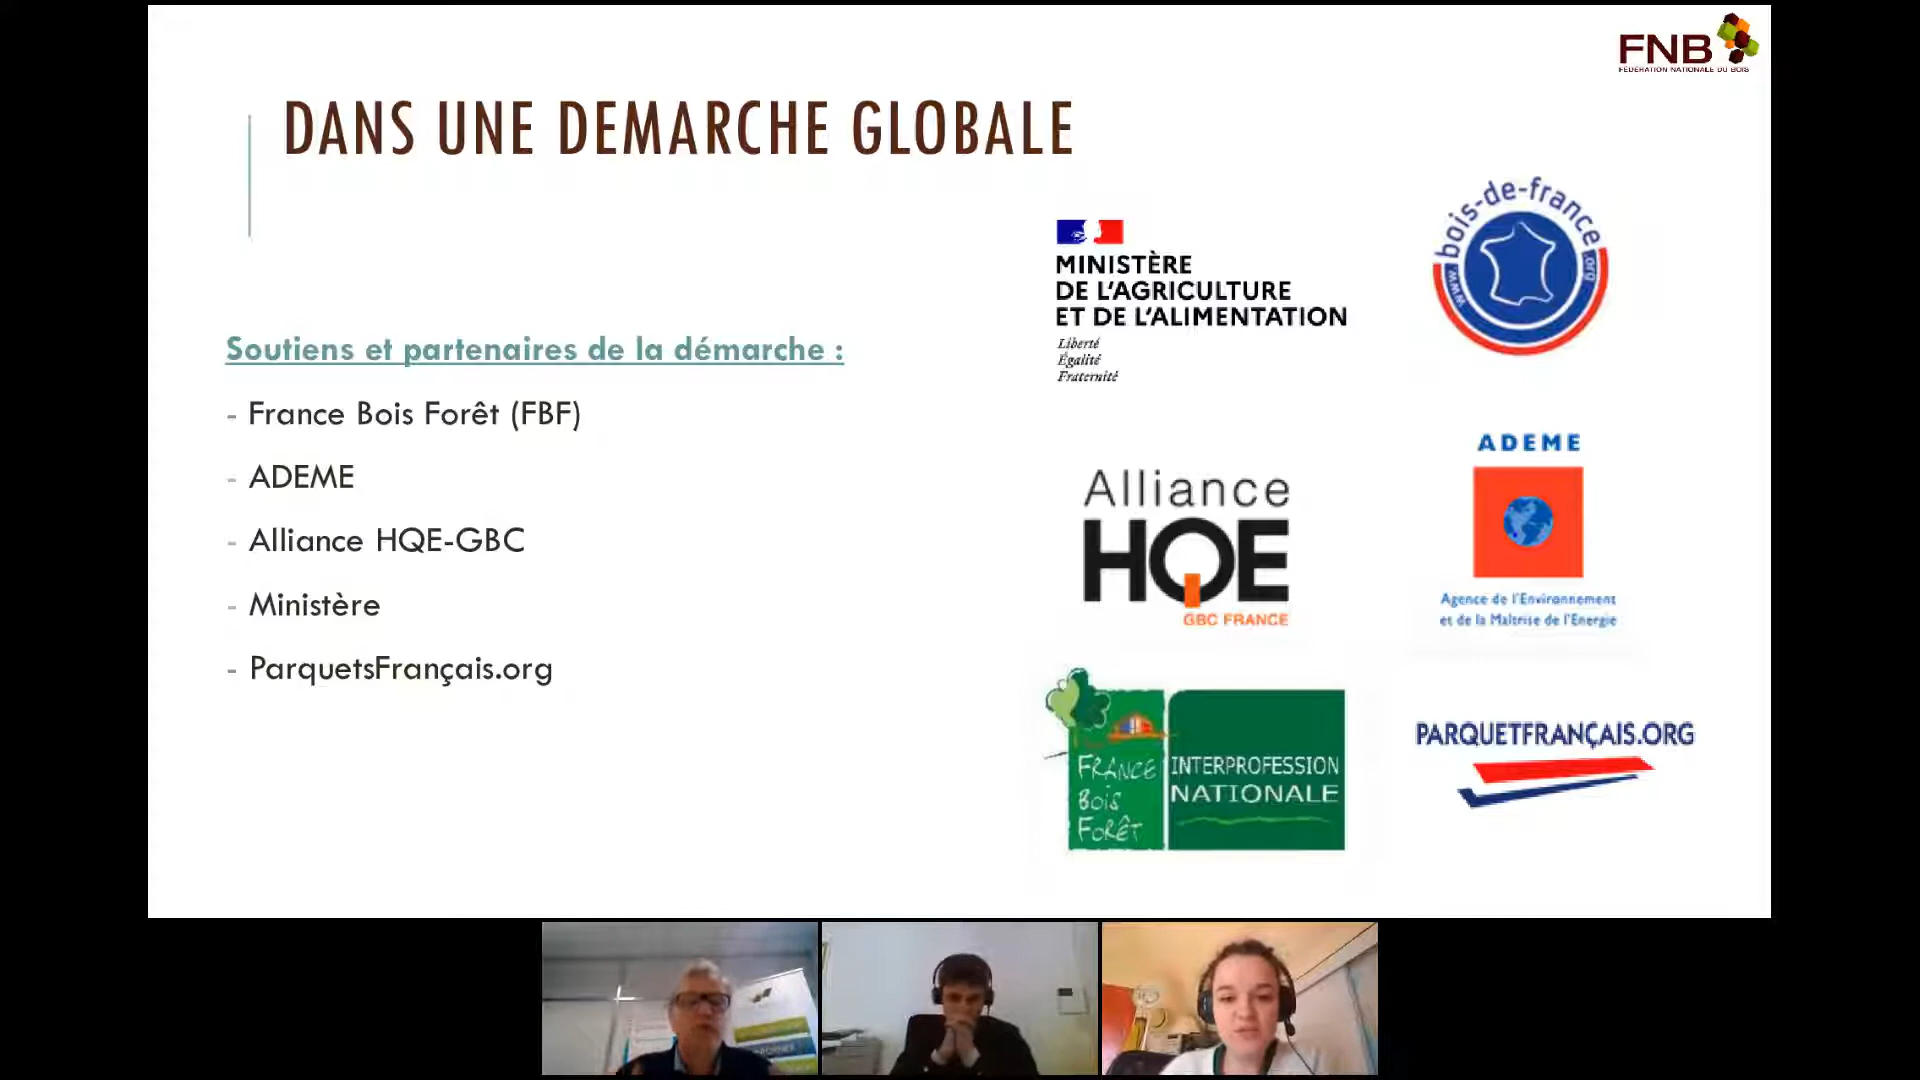 FNB
FEDERATION NATIONALE DU BOIS
DANS UNE DEMARCHE GLOBALE
Soutiens et partenaires de la démarche :
- France Bois Forêt (FBF)
- ADEME
- Alliance HQE-GBC
- Ministère
- ParquetsFrançais.org
MINISTÈRE
DE L'AGRICULTURE
ET DE L'ALIMENTATION
Liberté
Égalité
Fraternité
www.bois-de-france.org
Alliance
HQE
GBC FRANCE
ADEME
Agence de l'Environnement
et de la Maîtrise de l'Energie
FRANCE
BOIS
FORÊT
INTERPROFESSION
NATIONALE
PARQUETFRANÇAIS.ORG